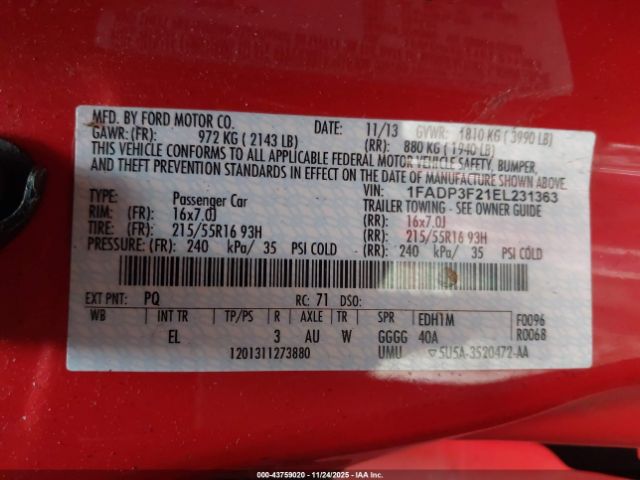 MFD. BY FORD MOTOR CO. DATE: 11/13 GVWR: 1810 KG ( 3990 LB)
GAWR: (FR): 972 KG ( 2143 LB) (RR): 880 KG ( 1940 LB)
THIS VEHICLE CONFORMS TO ALL APPLICABLE FEDERAL MOTOR VEHICLE SAFETY, BUMPER,
AND THEFT PREVENTION STANDARDS IN EFFECT ON THE DATE OF MANUFACTURE SHOWN ABOVE.
VIN: 1FADP3F21EL231363
TYPE: Passenger Car TRAILER TOWING - SEE OWNER GUIDE
RIM: (FR): 16x7.0J (RR): 16x7.0J
TIRE: (FR): 215/55R16 93H (RR): 215/55R16 93H
PRESSURE: (FR): 240 kPa/ 35 PSI COLD (RR): 240 kPa/ 35 PSI COLD
EXT PNT: PQ RC: 71 DSO:
WB INT TR TP/PS R AXLE TR SPR EDH1M F0096
EL 3 AU W GGGG 40A R0068
1201311273880 UMU ▽5U5A-3520472-AA
000-43759020 - 11/24/2025 - IAA Inc.